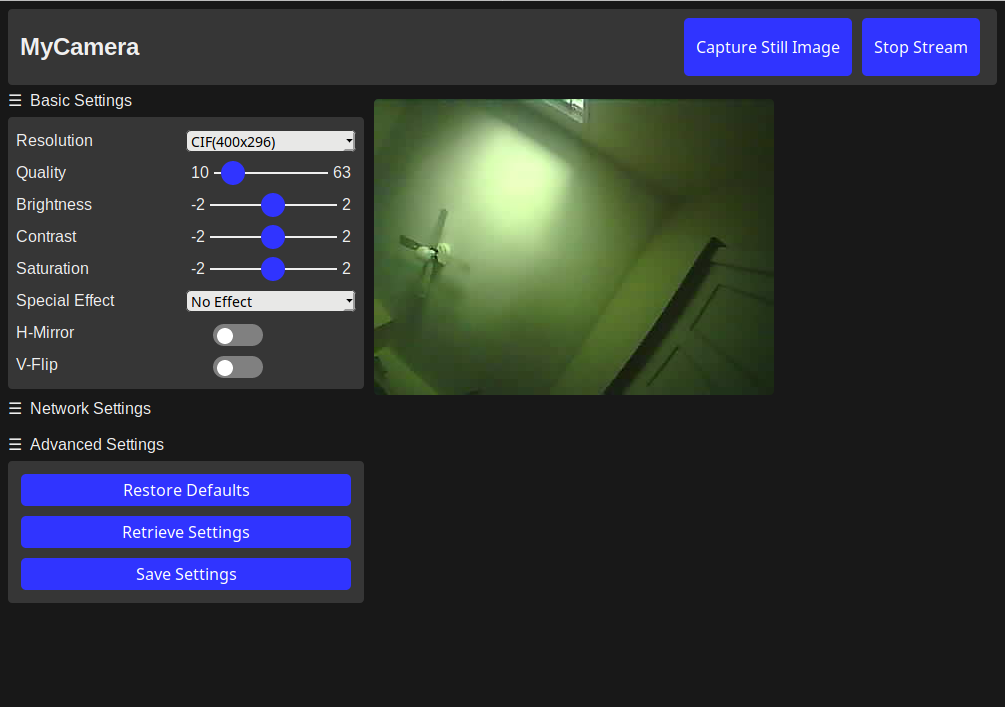 MyCamera
Capture Still Image
Stop Stream
☰ Basic Settings
Resolution CIF(400x296)
Quality 10 63
Brightness -2 2
Contrast -2 2
Saturation -2 2
Special Effect No Effect
H-Mirror
V-Flip
☰ Network Settings
☰ Advanced Settings
Restore Defaults
Retrieve Settings
Save Settings